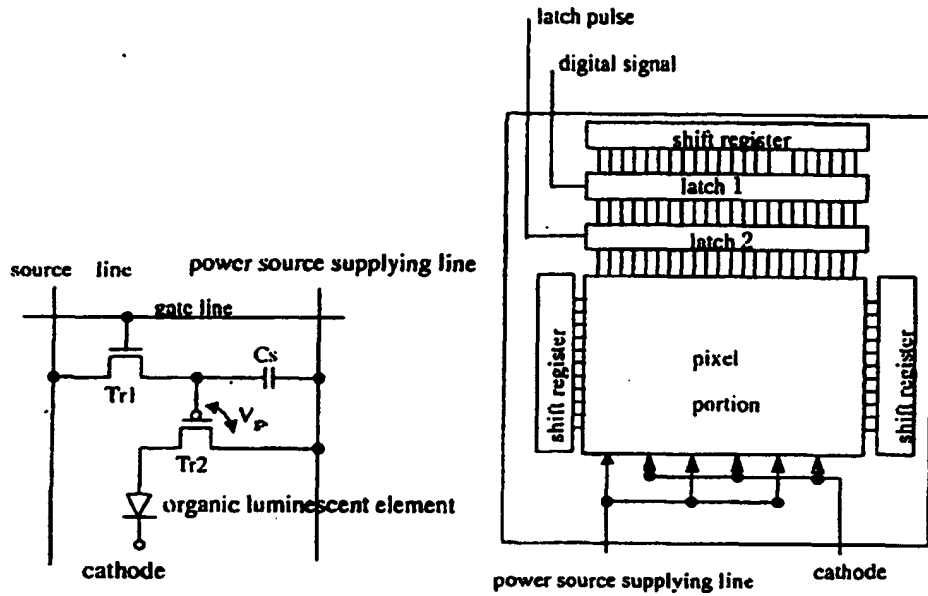 latch pulse
digital signal
shift register
latch 1
latch 2
source line
power source supplying line
gate line
Cs
Tr1
Tr2
organic luminescent element
cathode
shift register
pixel
portion
shift register
power source supplying line
cathode